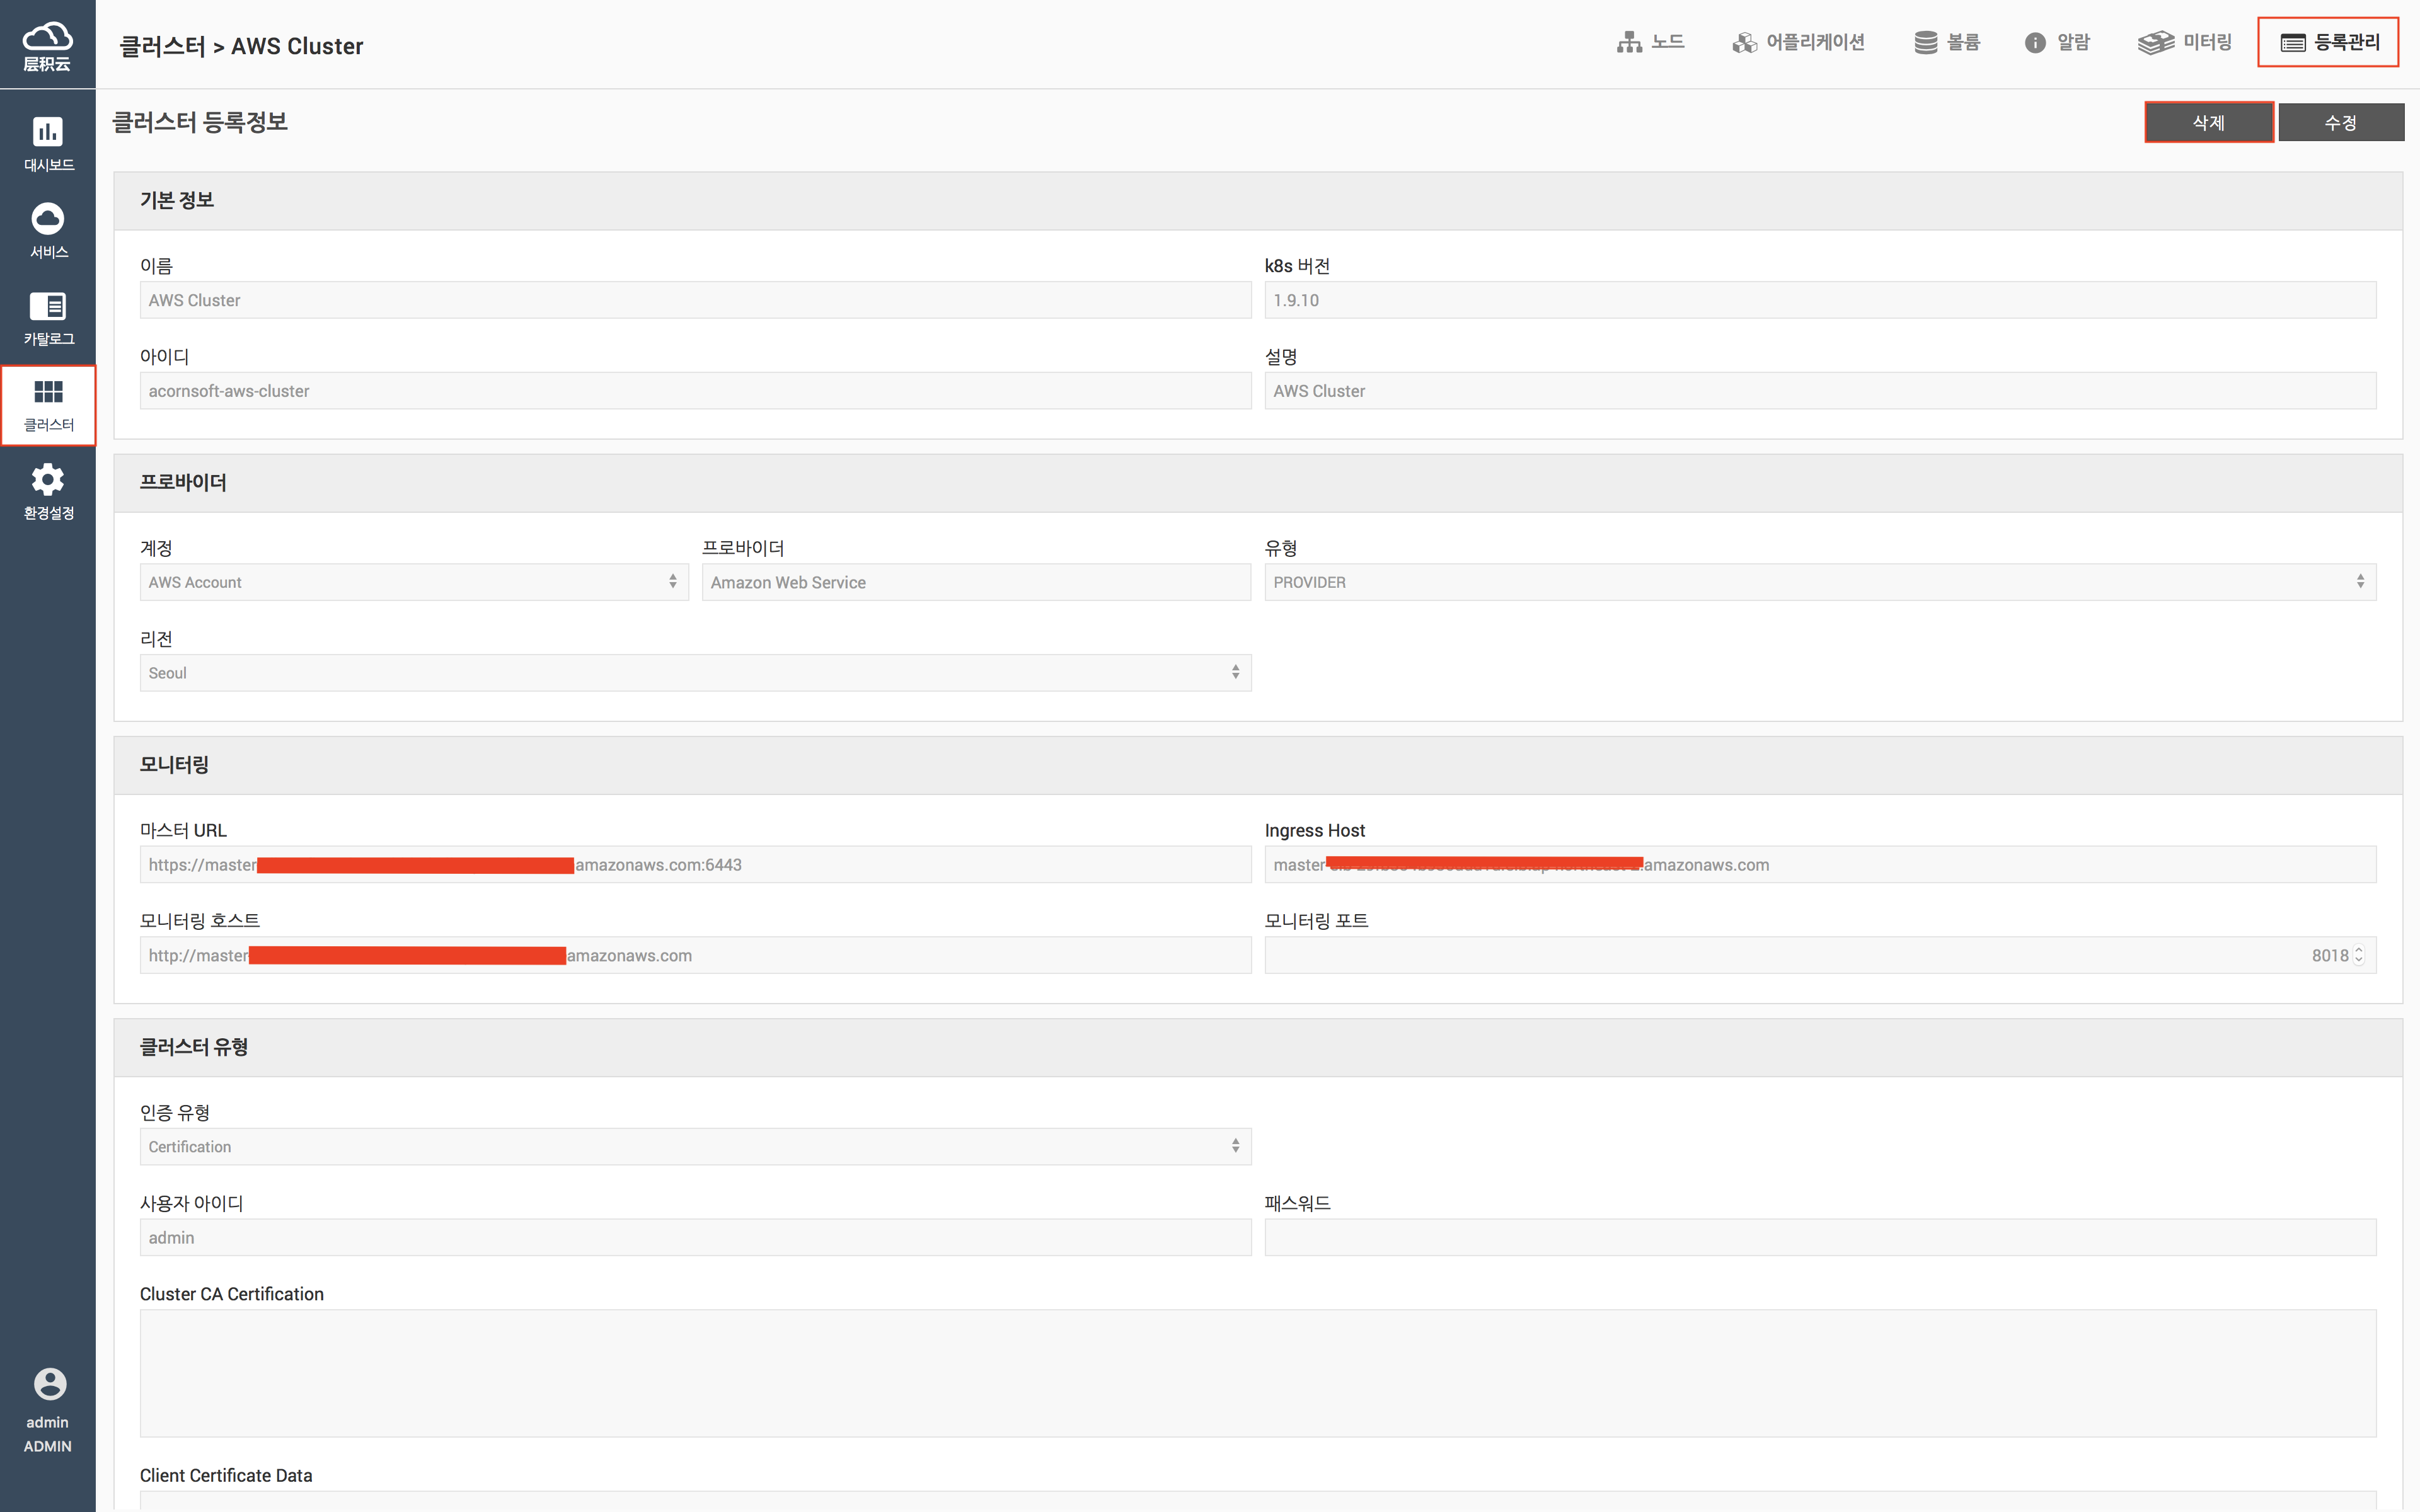 层积云
클러스터 > AWS Cluster
노드
어플리케이션
볼륨
알람
미터링
등록관리
대시보드
서비스
카탈로그
클러스터
환경설정
admin
ADMIN
클러스터 등록정보
삭제
수정
기본 정보
이름
k8s 버전
AWS Cluster
1.9.10
아이디
설명
acornsoft-aws-cluster
AWS Cluster
프로바이더
계정
프로바이더
유형
AWS Account
Amazon Web Service
PROVIDER
리전
Seoul
모니터링
마스터 URL
Ingress Host
https://master
amazonaws.com:6443
master
.amazonaws.com
모니터링 호스트
모니터링 포트
http://master
amazonaws.com
8018
클러스터 유형
인증 유형
Certification
사용자 아이디
패스워드
admin
Cluster CA Certification
Client Certificate Data